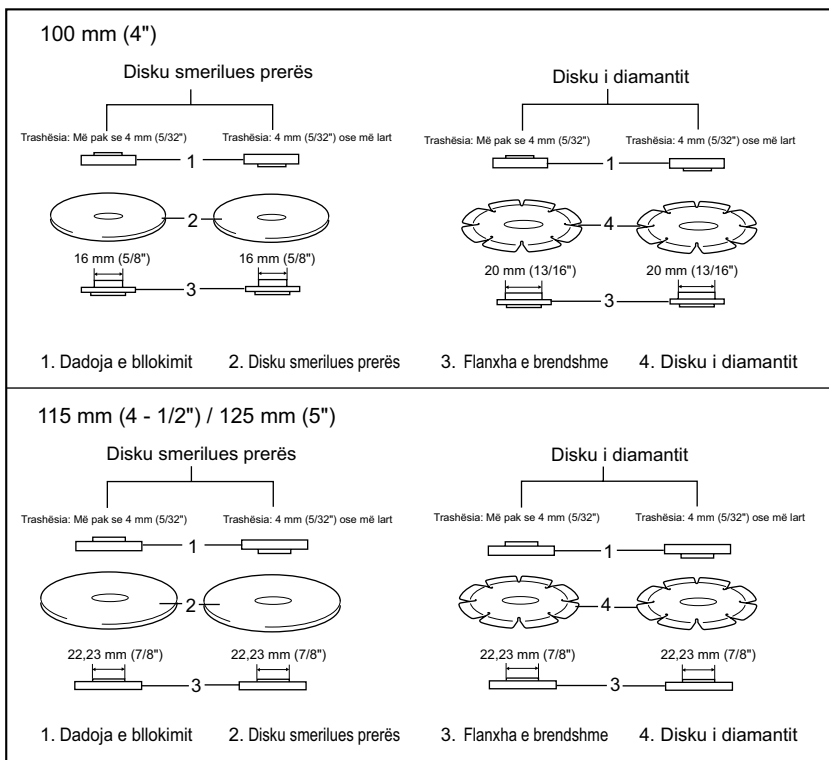 100 mm (4")
Disku smerilues prerës
Disku i diamantit
Trashësia: Më pak se 4 mm (5/32")
Trashësia: 4 mm (5/32") ose më lart
Trashësia: Më pak se 4 mm (5/32")
Trashësia: 4 mm (5/32") ose më lart
1
1
2
4
16 mm (5/8")
16 mm (5/8")
20 mm (13/16")
20 mm (13/16")
3
3
1. Dadoja e bllokimit 2. Disku smerilues prerës 3. Flanxha e brendshme 4. Disku i diamantit
115 mm (4 - 1/2") / 125 mm (5")
Disku smerilues prerës
Disku i diamantit
Trashësia: Më pak se 4 mm (5/32")
Trashësia: 4 mm (5/32") ose më lart
Trashësia: Më pak se 4 mm (5/32")
Trashësia: 4 mm (5/32") ose më lart
1
1
2
4
22,23 mm (7/8")
22,23 mm (7/8")
22,23 mm (7/8")
22,23 mm (7/8")
3
3
1. Dadoja e bllokimit 2. Disku smerilues prerës 3. Flanxha e brendshme 4. Disku i diamantit